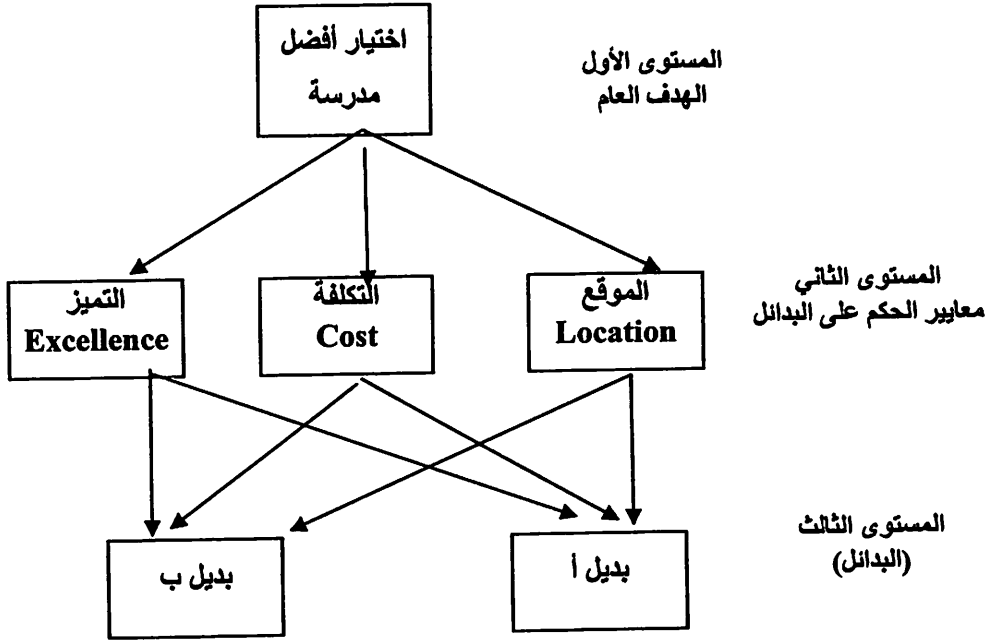 اختيار أفضل
مدرسة
المستوى الأول
الهدف العام
الموقع
Location
التكلفة
Cost
التميز
Excellence
المستوى الثاني
معايير الحكم على البدائل
بديل أ
بديل ب
المستوى الثالث
(البدائل)